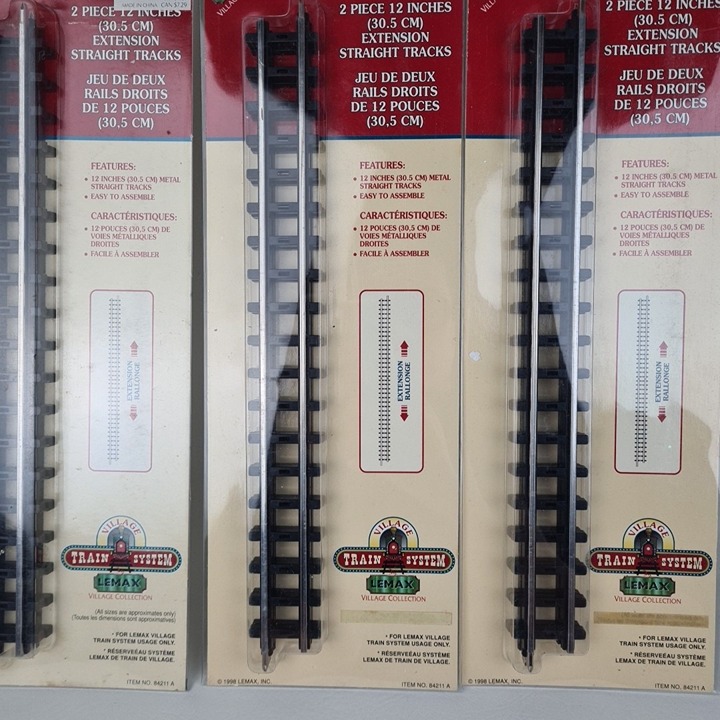 MADE IN CHINA CAN $7.29
2 PIECE 12 INCHES
(30.5 CM)
EXTENSION
STRAIGHT TRACKS
JEU DE DEUX
RAILS DROITS
DE 12 POUCES
(30,5 CM)
FEATURES:
• 12 INCHES (30.5 CM) METAL
STRAIGHT TRACKS
• EASY TO ASSEMBLE
CARACTÉRISTIQUES:
• 12 POUCES (30,5 CM) DE
VOIES MÉTALLIQUES
DROITES
• FACILE À ASSEMBLER
EXTENSION
RALLONGE
VILLAGE
TRAIN SYSTEM
LEMAX
VILLAGE COLLECTION
(All sizes are approximates only)
(Toutes les dimensions sont approximatives)
* FOR LEMAX VILLAGE
TRAIN SYSTEM USAGE ONLY.
* RÉSERVEÉAU SYSTÈME
LEMAX DE TRAIN DE VILLAGE.
ITEM NO. 84211 A
2 PIECE 12 INCHES
(30.5 CM)
EXTENSION
STRAIGHT TRACKS
JEU DE DEUX
RAILS DROITS
DE 12 POUCES
(30,5 CM)
FEATURES:
• 12 INCHES (30.5 CM) METAL
STRAIGHT TRACKS
• EASY TO ASSEMBLE
CARACTÉRISTIQUES:
• 12 POUCES (30,5 CM) DE
VOIES MÉTALLIQUES
DROITES
• FACILE À ASSEMBLER
EXTENSION
RALLONGE
VILLAGE
TRAIN SYSTEM
LEMAX
VILLAGE COLLECTION
* FOR LEMAX VILLAGE
TRAIN SYSTEM USAGE ONLY.
* RÉSERVEÉAU SYSTÈME
LEMAX DE TRAIN DE VILLAGE.
© 1998 LEMAX, INC.
ITEM NO. 84211 A
2 PIECE 12 INCHES
(30.5 CM)
EXTENSION
STRAIGHT TRACKS
JEU DE DEUX
RAILS DROITS
DE 12 POUCES
(30,5 CM)
FEATURES:
• 12 INCHES (30.5 CM) METAL
STRAIGHT TRACKS
• EASY TO ASSEMBLE
CARACTÉRISTIQUES:
• 12 POUCES (30,5 CM) DE
VOIES MÉTALLIQUES
DROITES
• FACILE À ASSEMBLER
EXTENSION
RALLONGE
VILLAGE
TRAIN SYSTEM
LEMAX
VILLAGE COLLECTION
* FOR LEMAX VILLAGE
TRAIN SYSTEM USAGE ONLY.
* RÉSERVEÉAU SYSTÈME
LEMAX DE TRAIN DE VILLAGE.
© 1998 LEMAX, INC.
ITEM NO. 84211 A